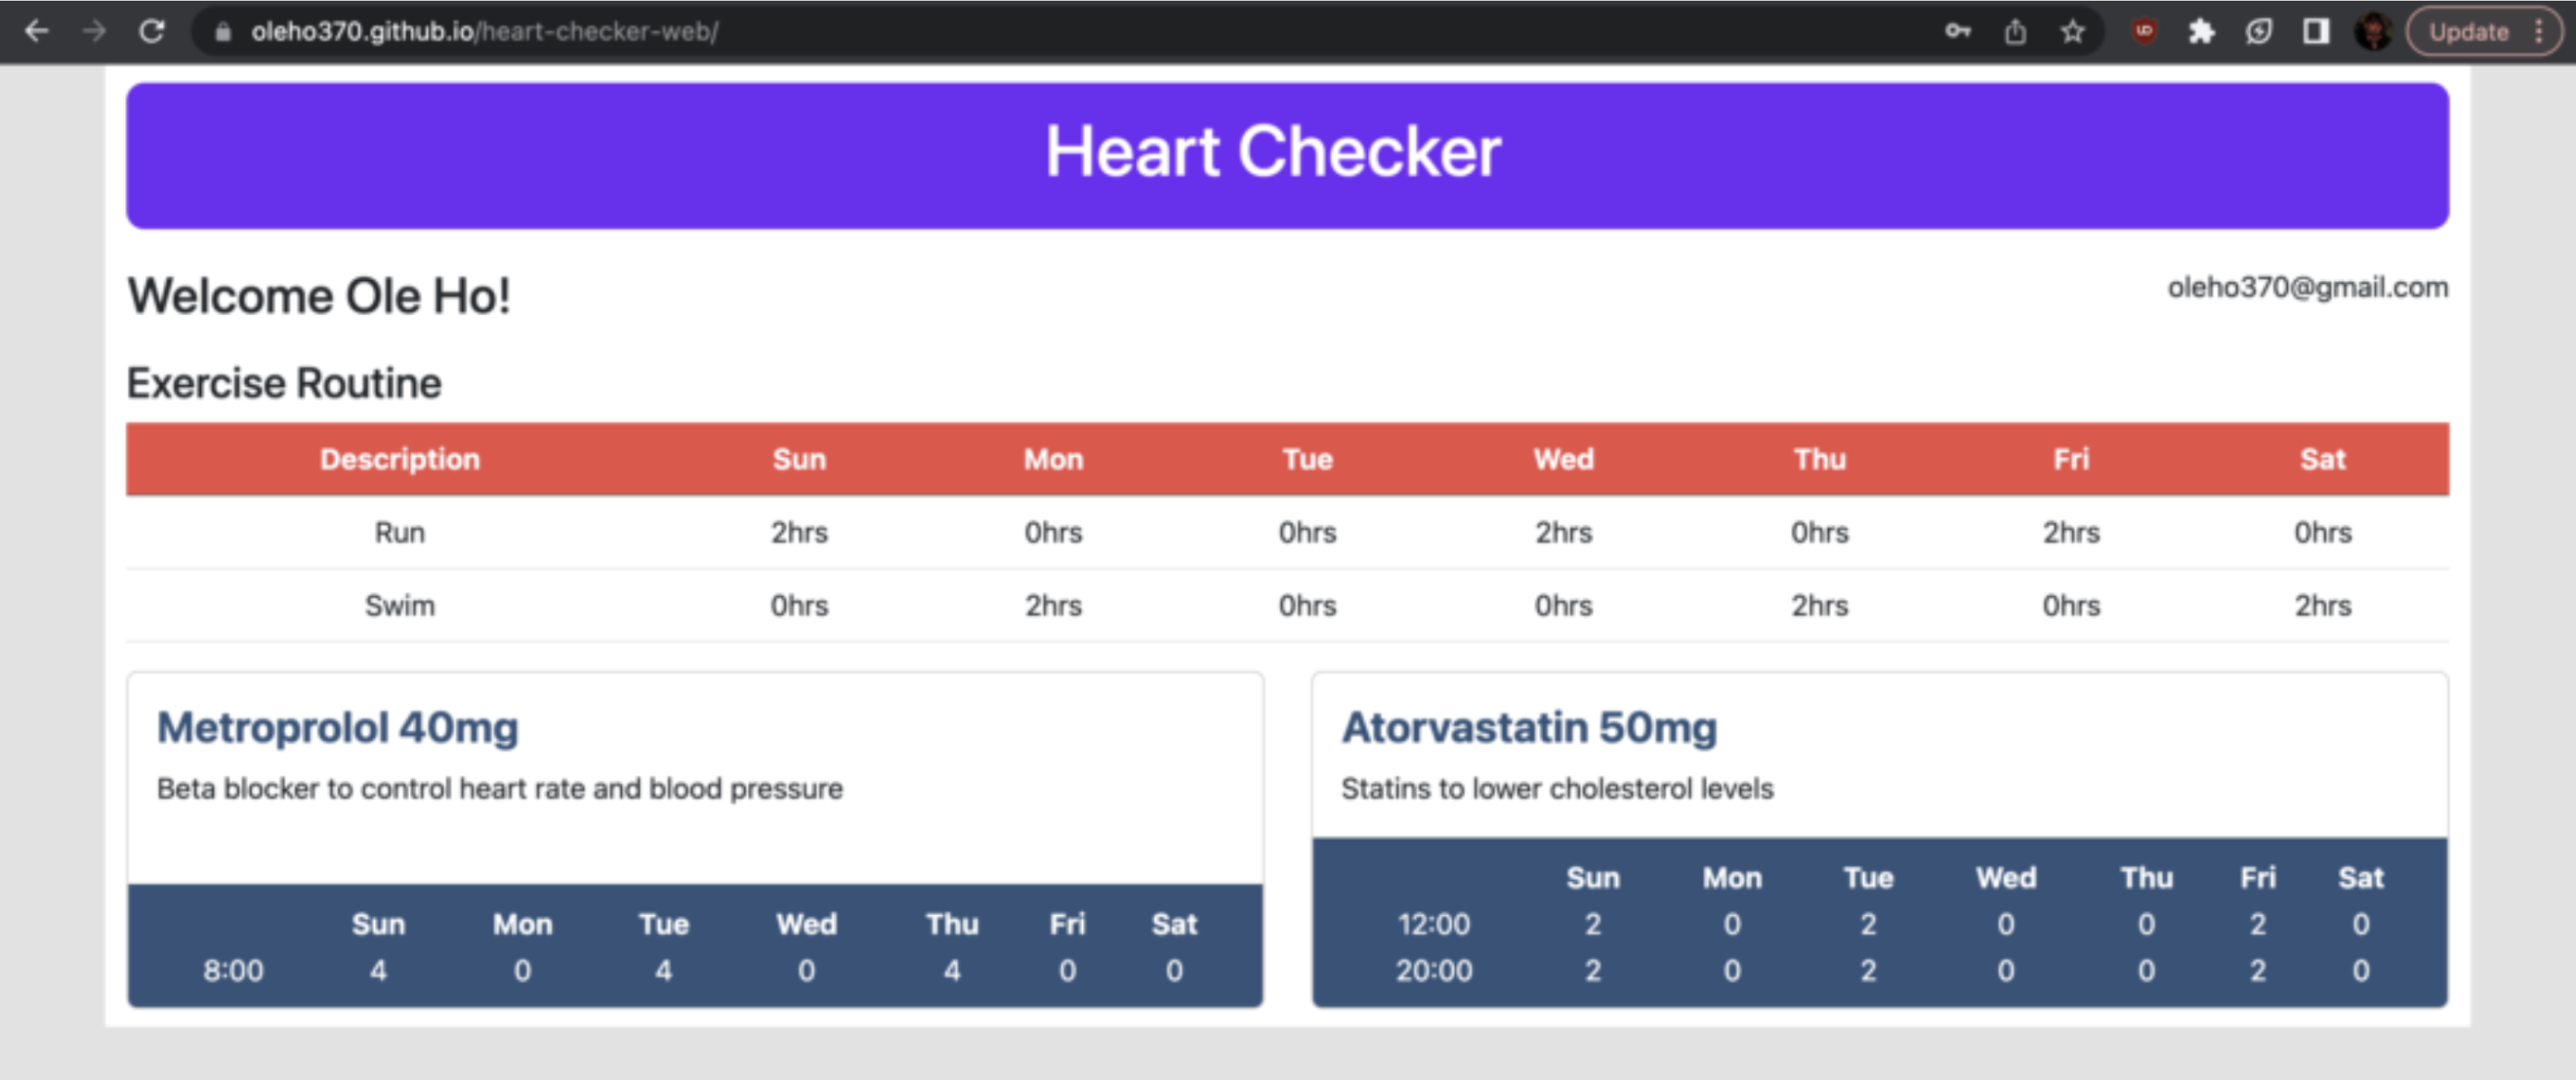 oleho370.github.io/heart-checker-web/
Update
Heart Checker
Welcome Ole Ho!
oleho370@gmail.com
Exercise Routine
Description Sun Mon Tue Wed Thu Fri Sat
Run 2hrs 0hrs 0hrs 2hrs 0hrs 2hrs 0hrs
Swim 0hrs 2hrs 0hrs 0hrs 2hrs 0hrs 2hrs
Metroprolol 40mg
Beta blocker to control heart rate and blood pressure
Sun Mon Tue Wed Thu Fri Sat
8:00 4 0 4 0 4 0 0
Atorvastatin 50mg
Statins to lower cholesterol levels
Sun Mon Tue Wed Thu Fri Sat
12:00 2 0 2 0 0 2 0
20:00 2 0 2 0 0 2 0